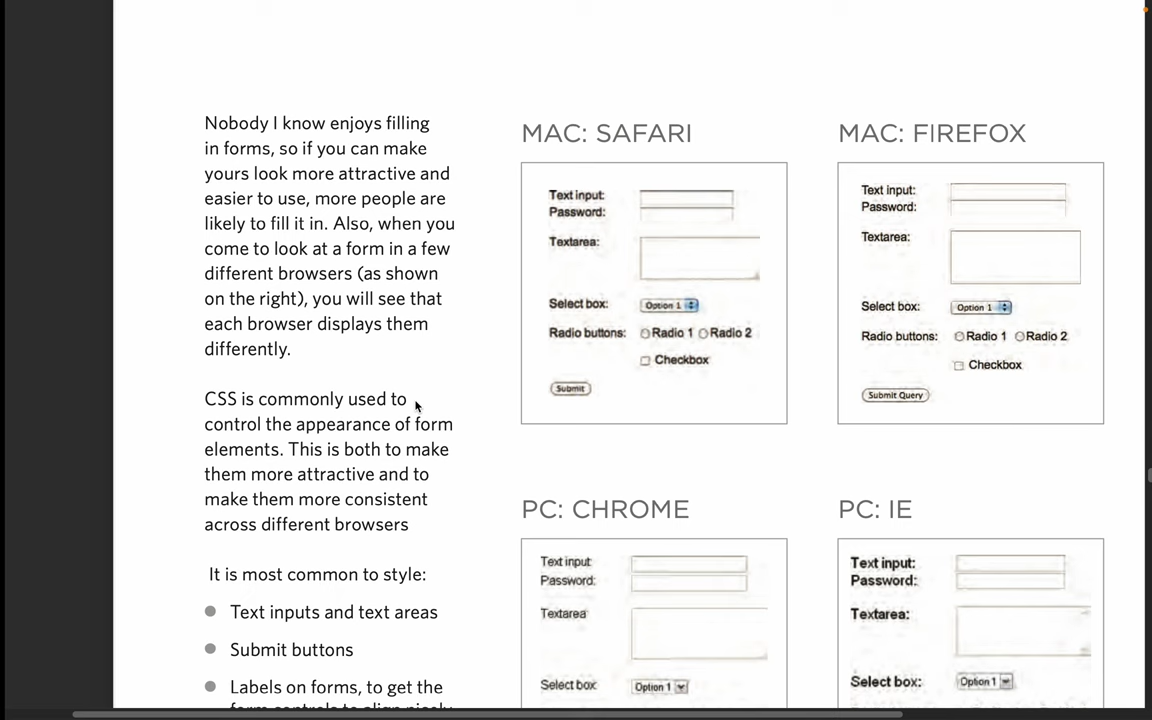 Nobody I know enjoys filling
in forms, so if you can make
yours look more attractive and
easier to use, more people are
likely to fill it in. Also, when you
come to look at a form in a few
different browsers (as shown
on the right), you will see that
each browser displays them
differently.
CSS is commonly used to
control the appearance of form
elements. This is both to make
them more attractive and to
make them more consistent
across different browsers
It is most common to style:
Text inputs and text areas
Submit buttons
Labels on forms, to get the
form controls to align nicely
MAC: SAFARI
Text input:
Password:
Textarea:
Select box: Option 1
Radio buttons: Radio 1 Radio 2
Checkbox
Submit
MAC: FIREFOX
Text input:
Password:
Textarea:
Select box: Option 1
Radio buttons: Radio 1 Radio 2
Checkbox
Submit Query
PC: CHROME
Text input:
Password:
Textarea
Select box: Option 1
PC: IE
Text input:
Password:
Textarea:
Select box: Option 1